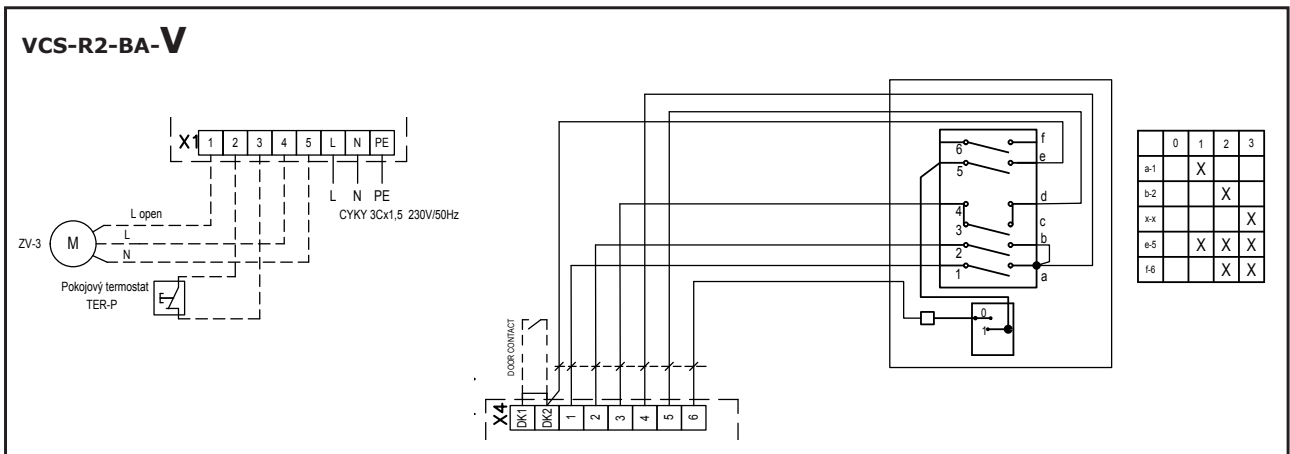 VCS-R2-BA-V
X1 1 2 3 4 5 L N PE
L N PE
CYKY 3Cx1,5 230V/50Hz
L open
L
N
ZV-3 M
Pokojový termostat
TER-P
DOOR CONTACT
X4 DK1 DK2 1 2 3 4 5 6
6 f
5 e
4 d
3 c
2 b
1 a
0
1
0 1 2 3
a-1 X
b-2 X
x-x X
e-5 X X X
f-6 X X